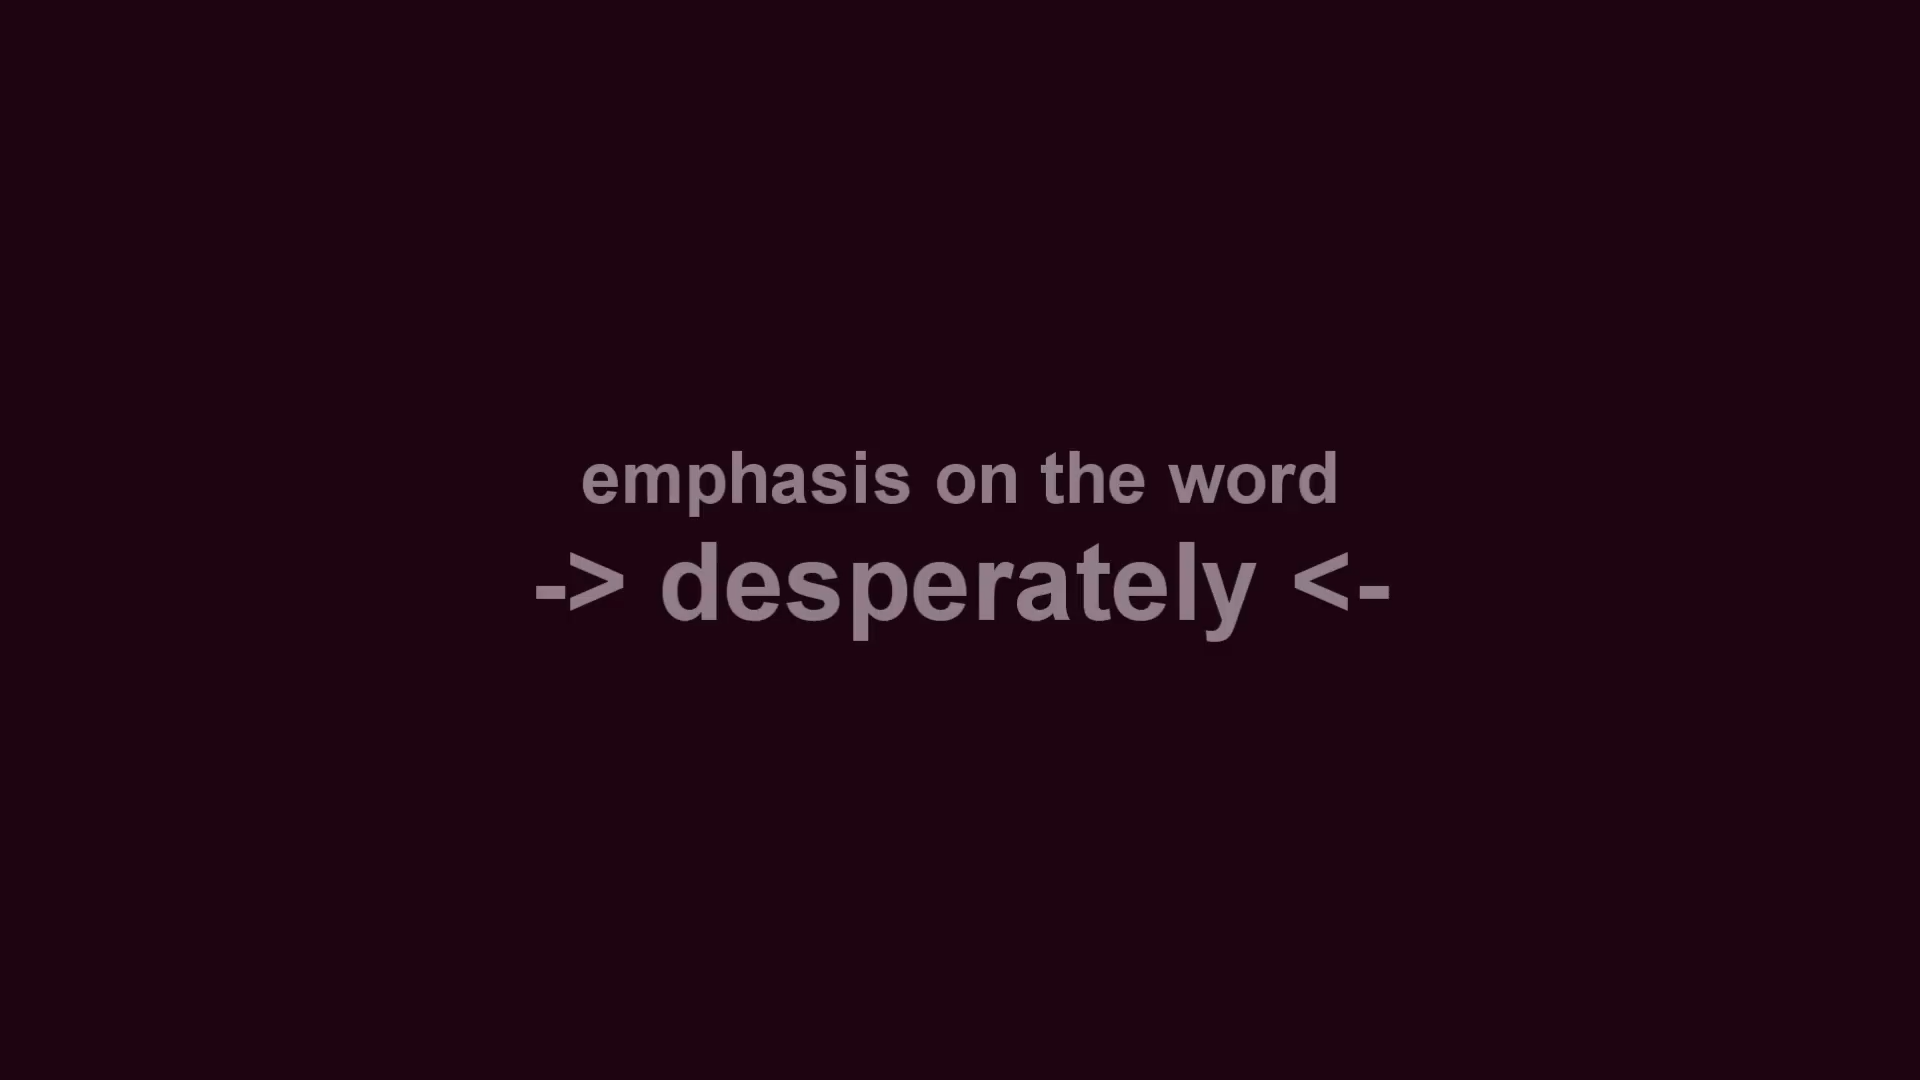 emphasis on the word
-> desperately <-